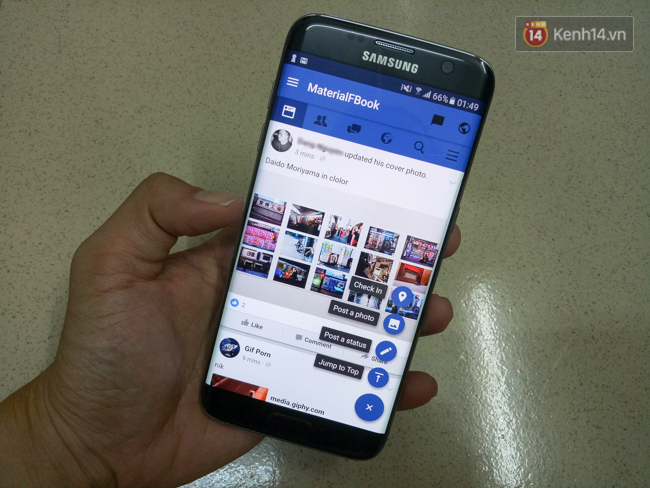 KENH
14
Kenh14.vn
SAMSUNG
66% 01:49
MaterialFBook
updated his cover photo.
3 mins
Daido Moriyama in clolor
Check In
Post a photo
2
Post a status
Like
Comment
Share
Jump to Top
Gif Porn
9 mins
nik
media.giphy.com